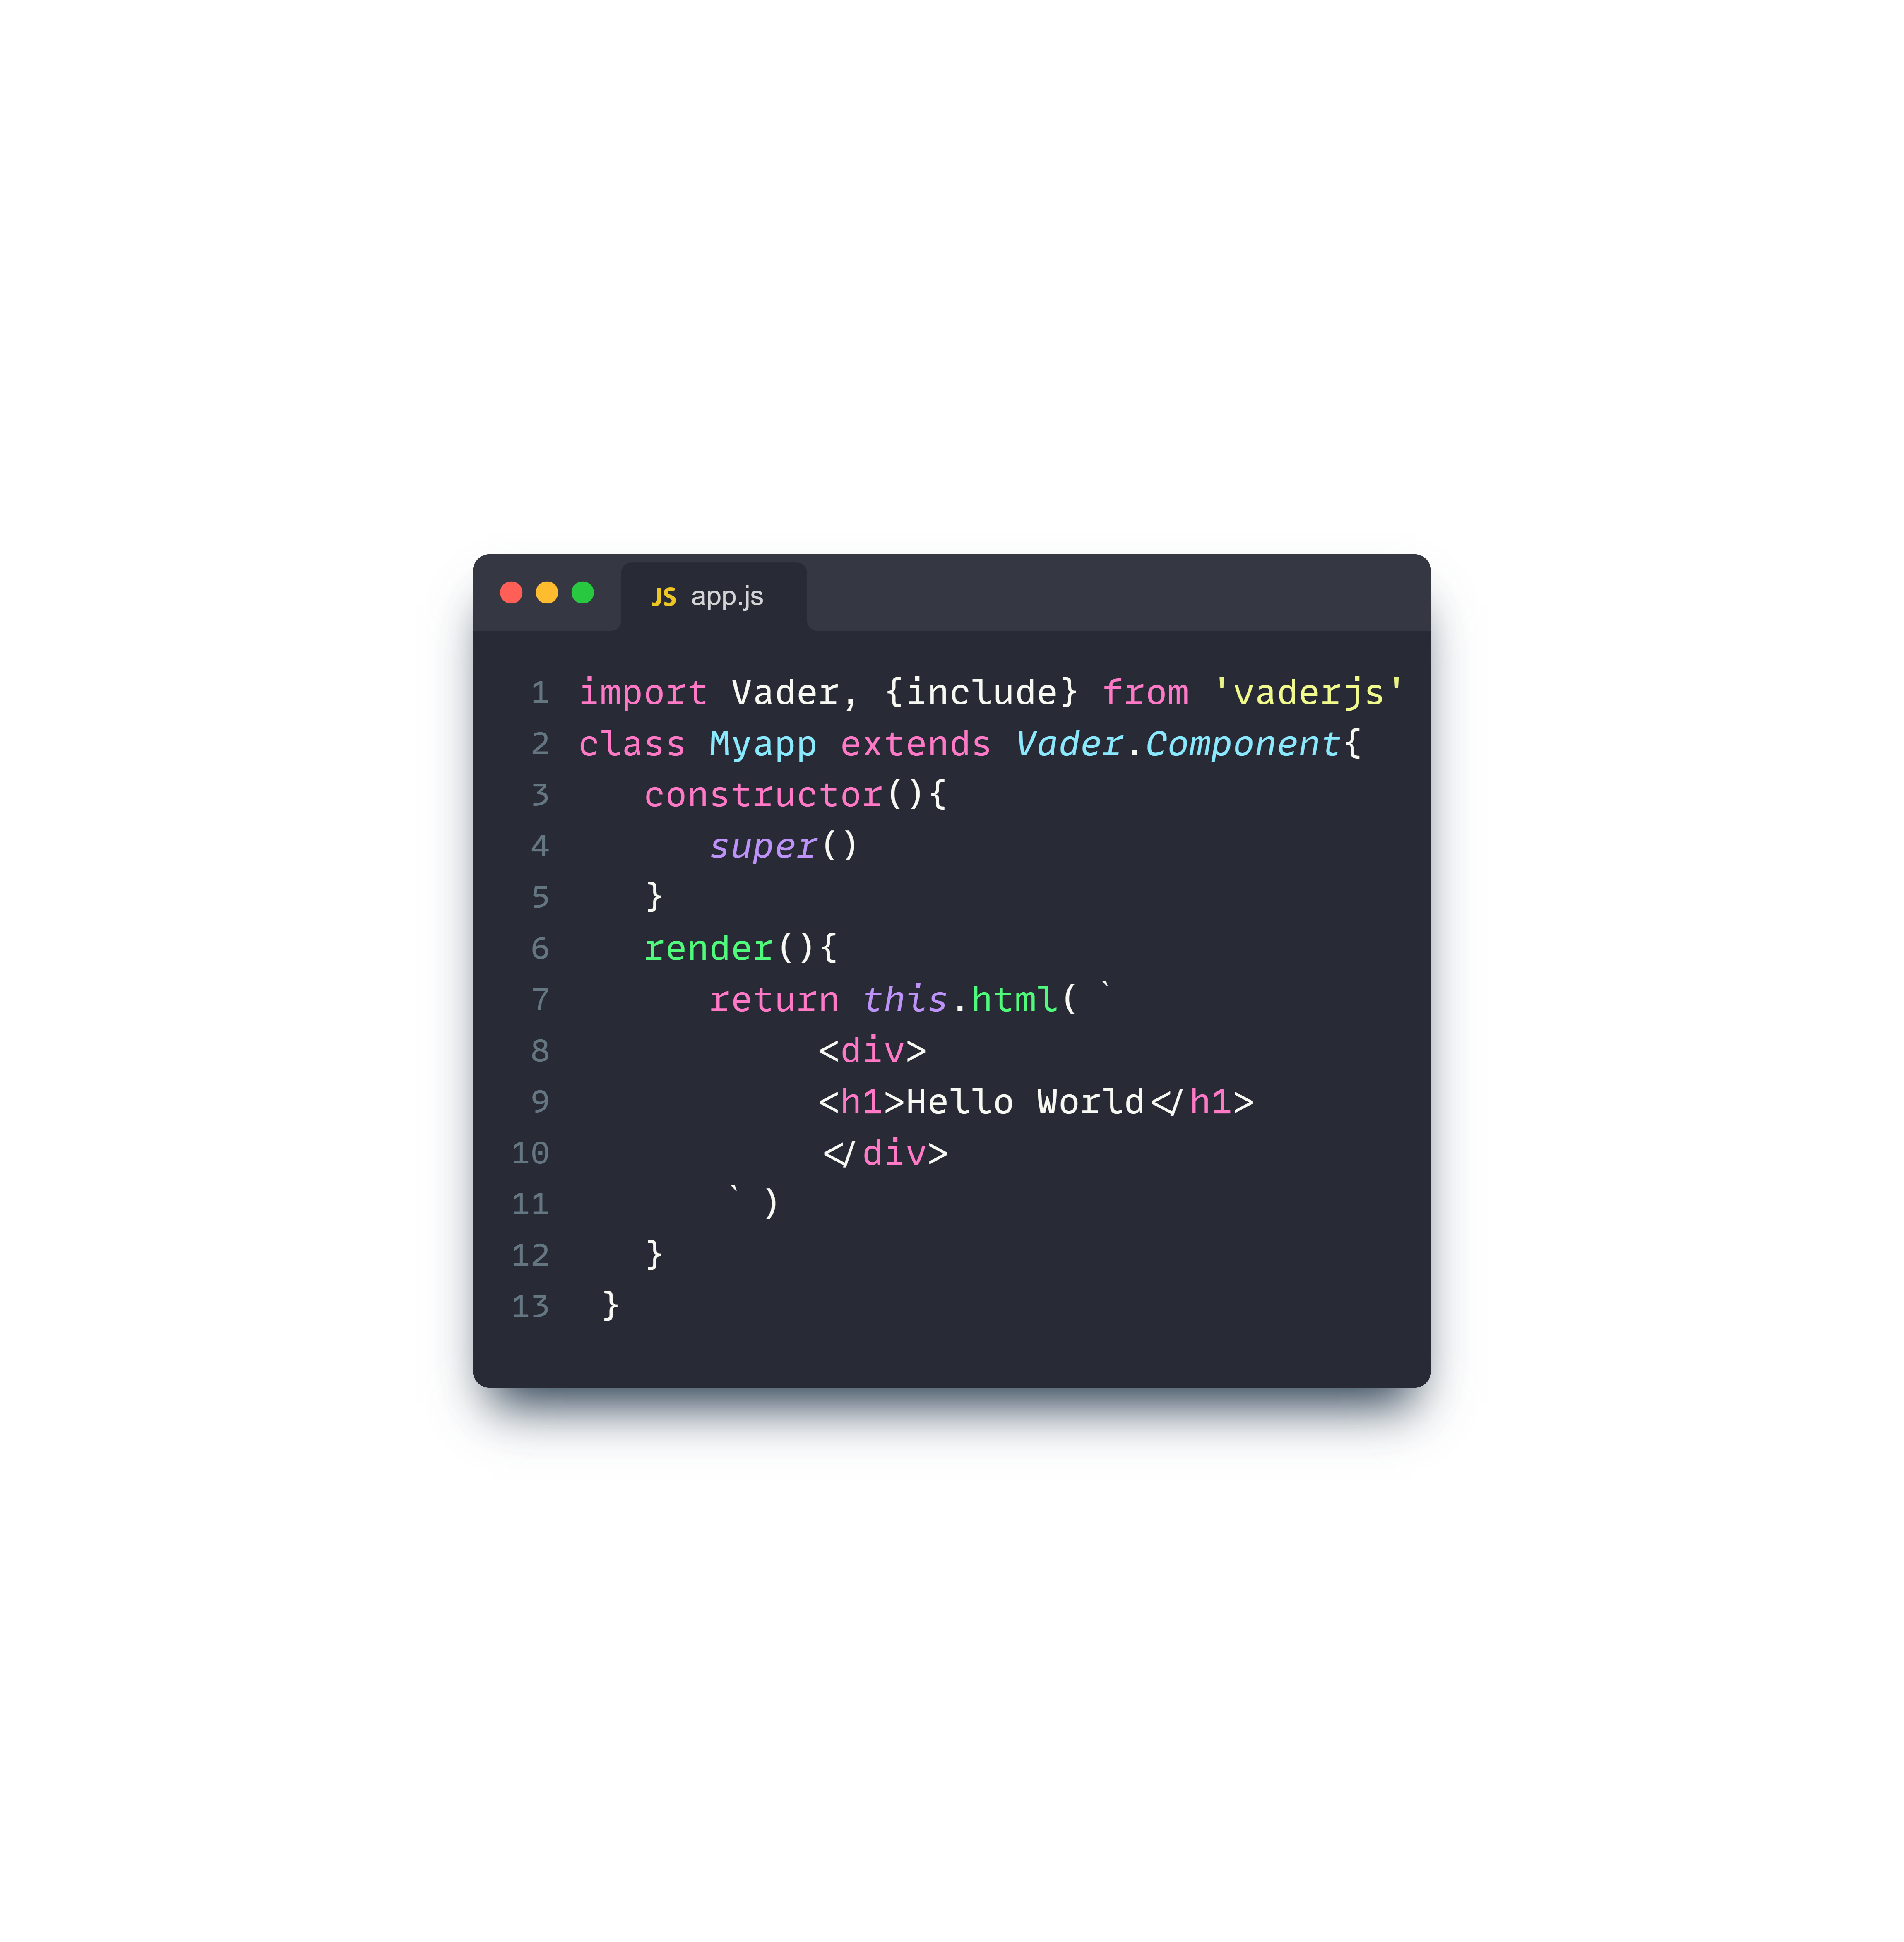 JS app.js
1 import Vader, {include} from 'vaderjs'
2 class Myapp extends Vader.Component{
3    constructor(){
4       super()
5    }
6    render(){
7       return this.html( `
8            <div>
9            <h1>Hello World</h1>
10            </div>
11        ` )
12    }
13  }